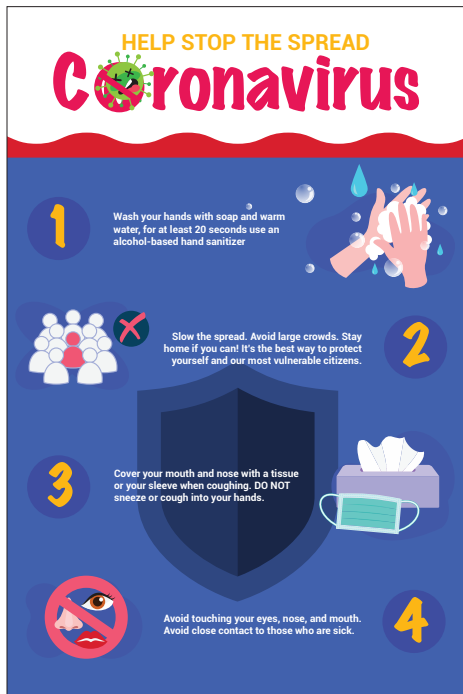 HELP STOP THE SPREAD
Coronavirus
1
Wash your hands with soap and warm
water, for at least 20 seconds use an
alcohol-based hand sanitizer
Slow the spread. Avoid large crowds. Stay
home if you can! It's the best way to protect
yourself and our most vulnerable citizens.
2
3
Cover your mouth and nose with a tissue
or your sleeve when coughing. DO NOT
sneeze or cough into your hands.
Avoid touching your eyes, nose, and mouth.
Avoid close contact to those who are sick.
4